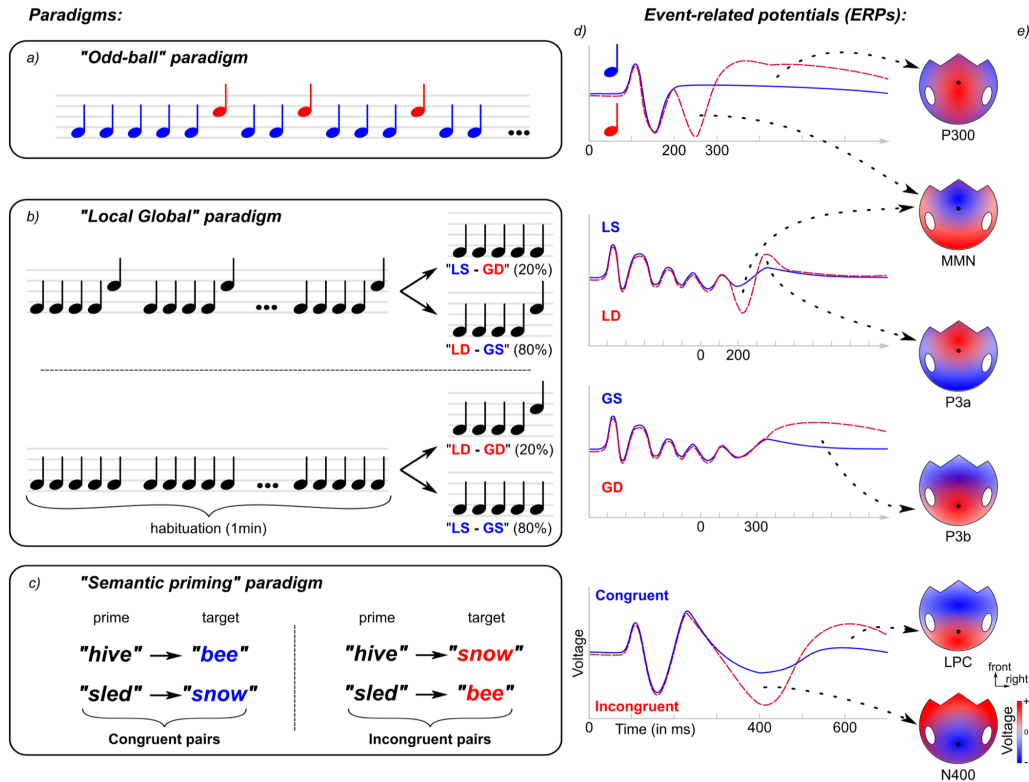 Paradigms:
a) "Odd-ball" paradigm
b) "Local Global" paradigm
"LS - GD" (20%)
"LD - GS" (80%)
"LD - GD" (20%)
"LS - GS" (80%)
habituation (1min)
c) "Semantic priming" paradigm
prime target
"hive" "bee"
"sled" "snow"
Congruent pairs
prime target
"hive" "snow"
"sled" "bee"
Incongruent pairs
Event-related potentials (ERPs):
d)
0 200 300
LS
LD
0 200
GS
GD
0 300
Voltage
Congruent
Incongruent
0 Time (in ms) 400 600
e)
P300
MMN
P3a
P3b
LPC
front
right
N400
Voltage
+
0
-